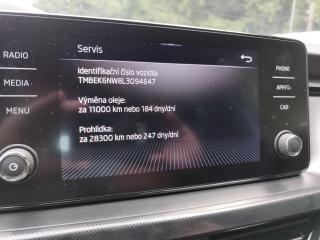 RADIO
MEDIA
MENU
Servis
Identifikační číslo vozidla:
TMBEK6NW8L3094647
Výměna oleje:
za 11000 km nebo 184 dny/dní
Prohlídka:
za 28300 km nebo 247 dny/dní
PHONE
CAR